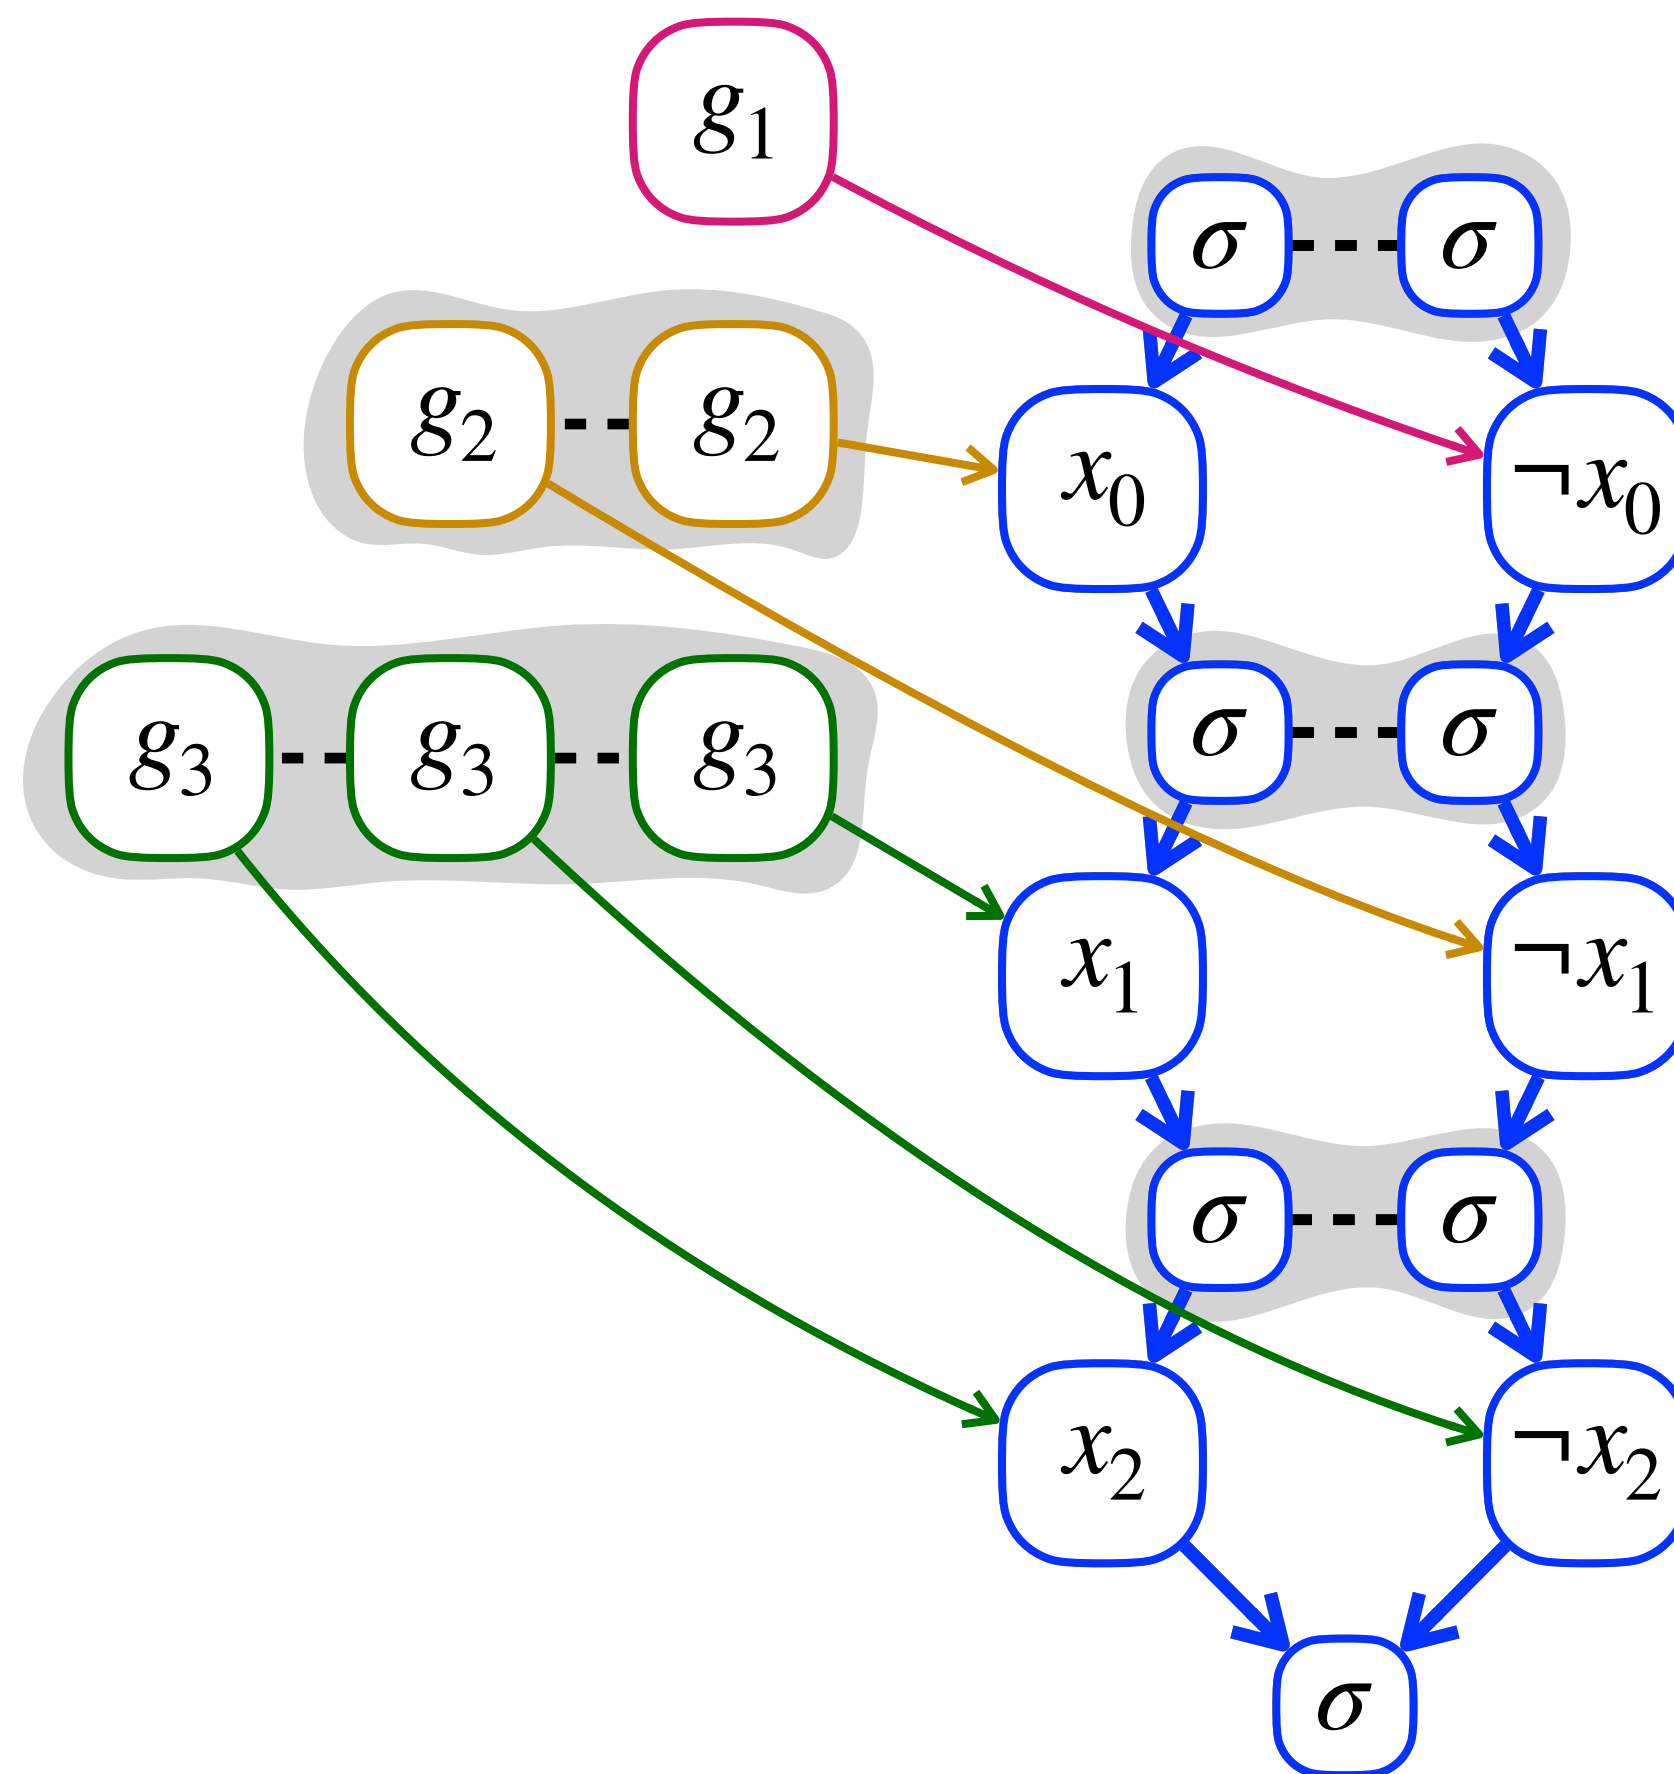 g₁
σ σ
g₂ g₂
x₀ ¬x₀
g₃ g₃ g₃
σ σ
x₁ ¬x₁
σ σ
x₂ ¬x₂
σ